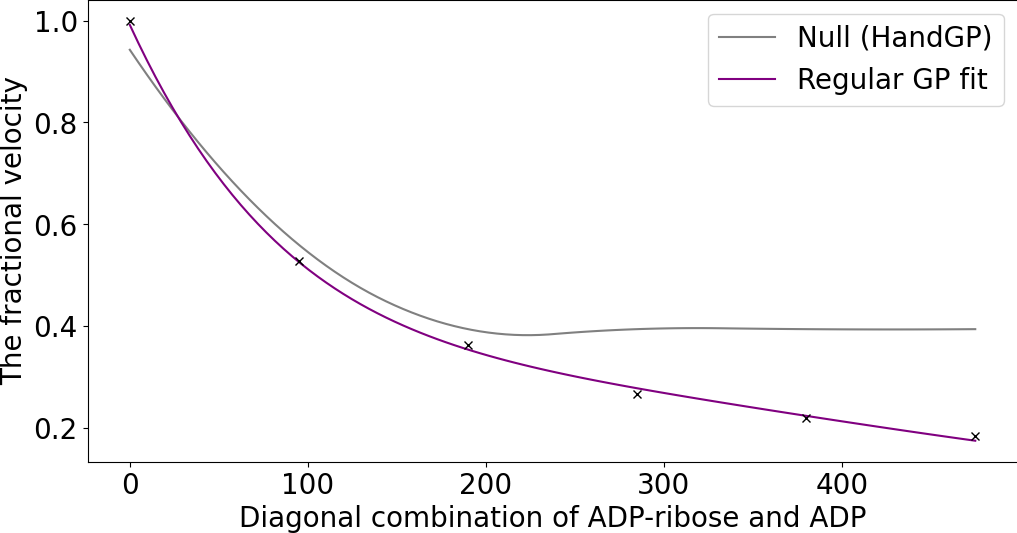 1.0
0.8
0.6
0.4
0.2
The fractional velocity
Null (HandGP)
Regular GP fit
0 100 200 300 400
Diagonal combination of ADP-ribose and ADP